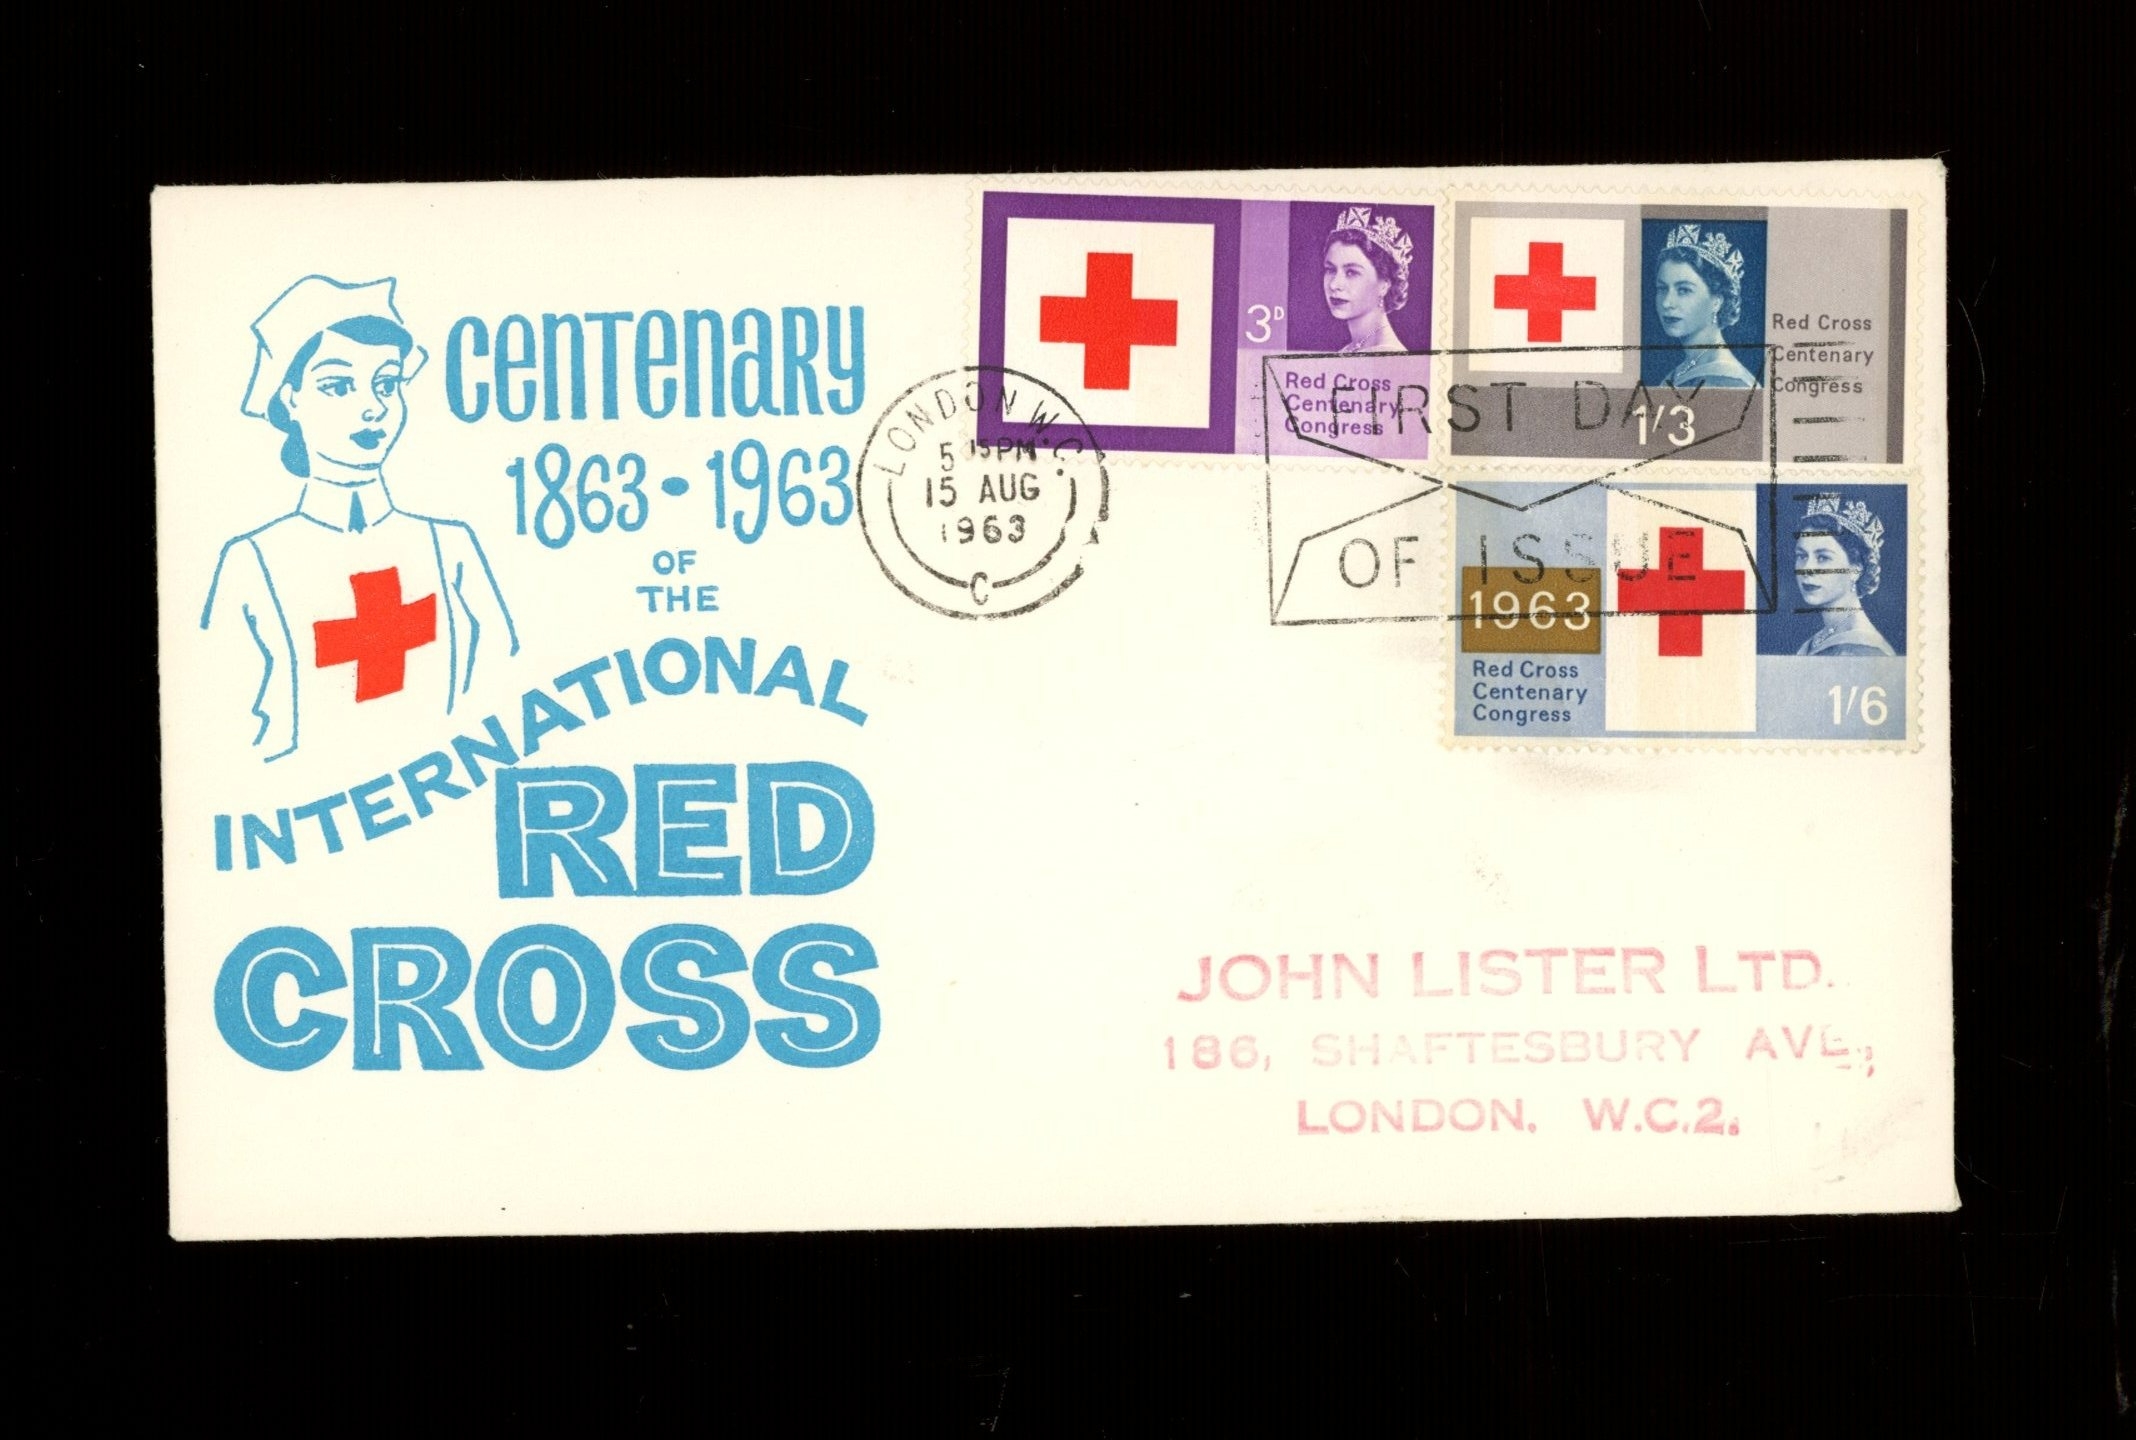 CENTENARY
1863 • 1963
OF
THE
INTERNATIONAL
RED
CROSS
LONDON W.C.
5 15 PM
15 AUG
1963
C
3D
Red Cross
Centenary
Congress
Red Cross
Centenary
Congress
1/3
FIRST DAY
OF ISSUE
1963
Red Cross
Centenary
Congress
1/6
JOHN LISTER LTD.
186, SHAFTESBURY AVE.,
LONDON. W.C.2.